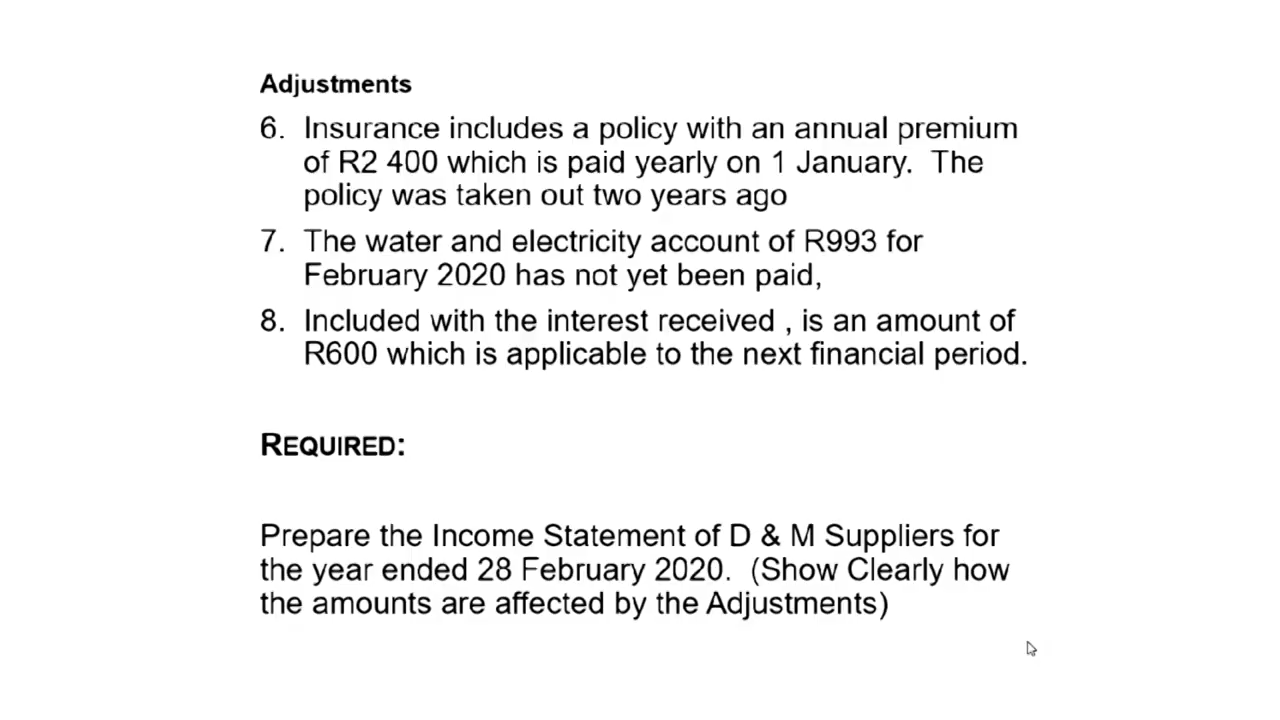 Adjustments
6. Insurance includes a policy with an annual premium
of R2 400 which is paid yearly on 1 January. The
policy was taken out two years ago
7. The water and electricity account of R993 for
February 2020 has not yet been paid,
8. Included with the interest received , is an amount of
R600 which is applicable to the next financial period.
REQUIRED:
Prepare the Income Statement of D & M Suppliers for
the year ended 28 February 2020. (Show Clearly how
the amounts are affected by the Adjustments)